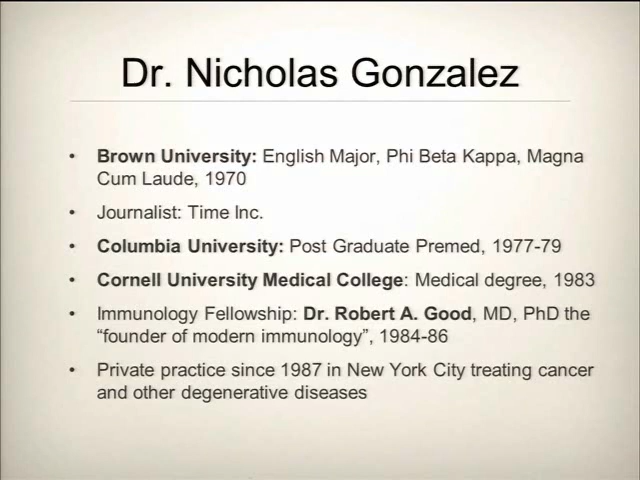 Dr. Nicholas Gonzalez
• Brown University: English Major, Phi Beta Kappa, Magna
Cum Laude, 1970
• Journalist: Time Inc.
• Columbia University: Post Graduate Premed, 1977-79
• Cornell University Medical College: Medical degree, 1983
• Immunology Fellowship: Dr. Robert A. Good, MD, PhD the
“founder of modern immunology”, 1984-86
• Private practice since 1987 in New York City treating cancer
and other degenerative diseases